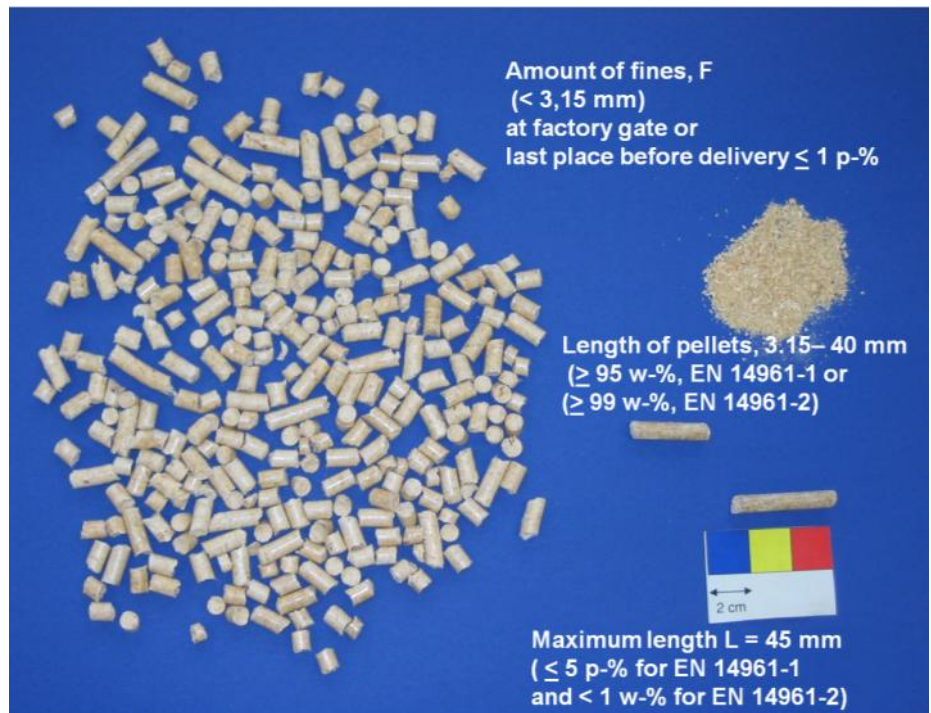 Amount of fines, F
(< 3,15 mm)
at factory gate or
last place before delivery ≤ 1 p-%
Length of pellets, 3.15– 40 mm
(≥ 95 w-%, EN 14961-1 or
(≥ 99 w-%, EN 14961-2)
2 cm
Maximum length L = 45 mm
( ≤ 5 p-% for EN 14961-1
and < 1 w-% for EN 14961-2)